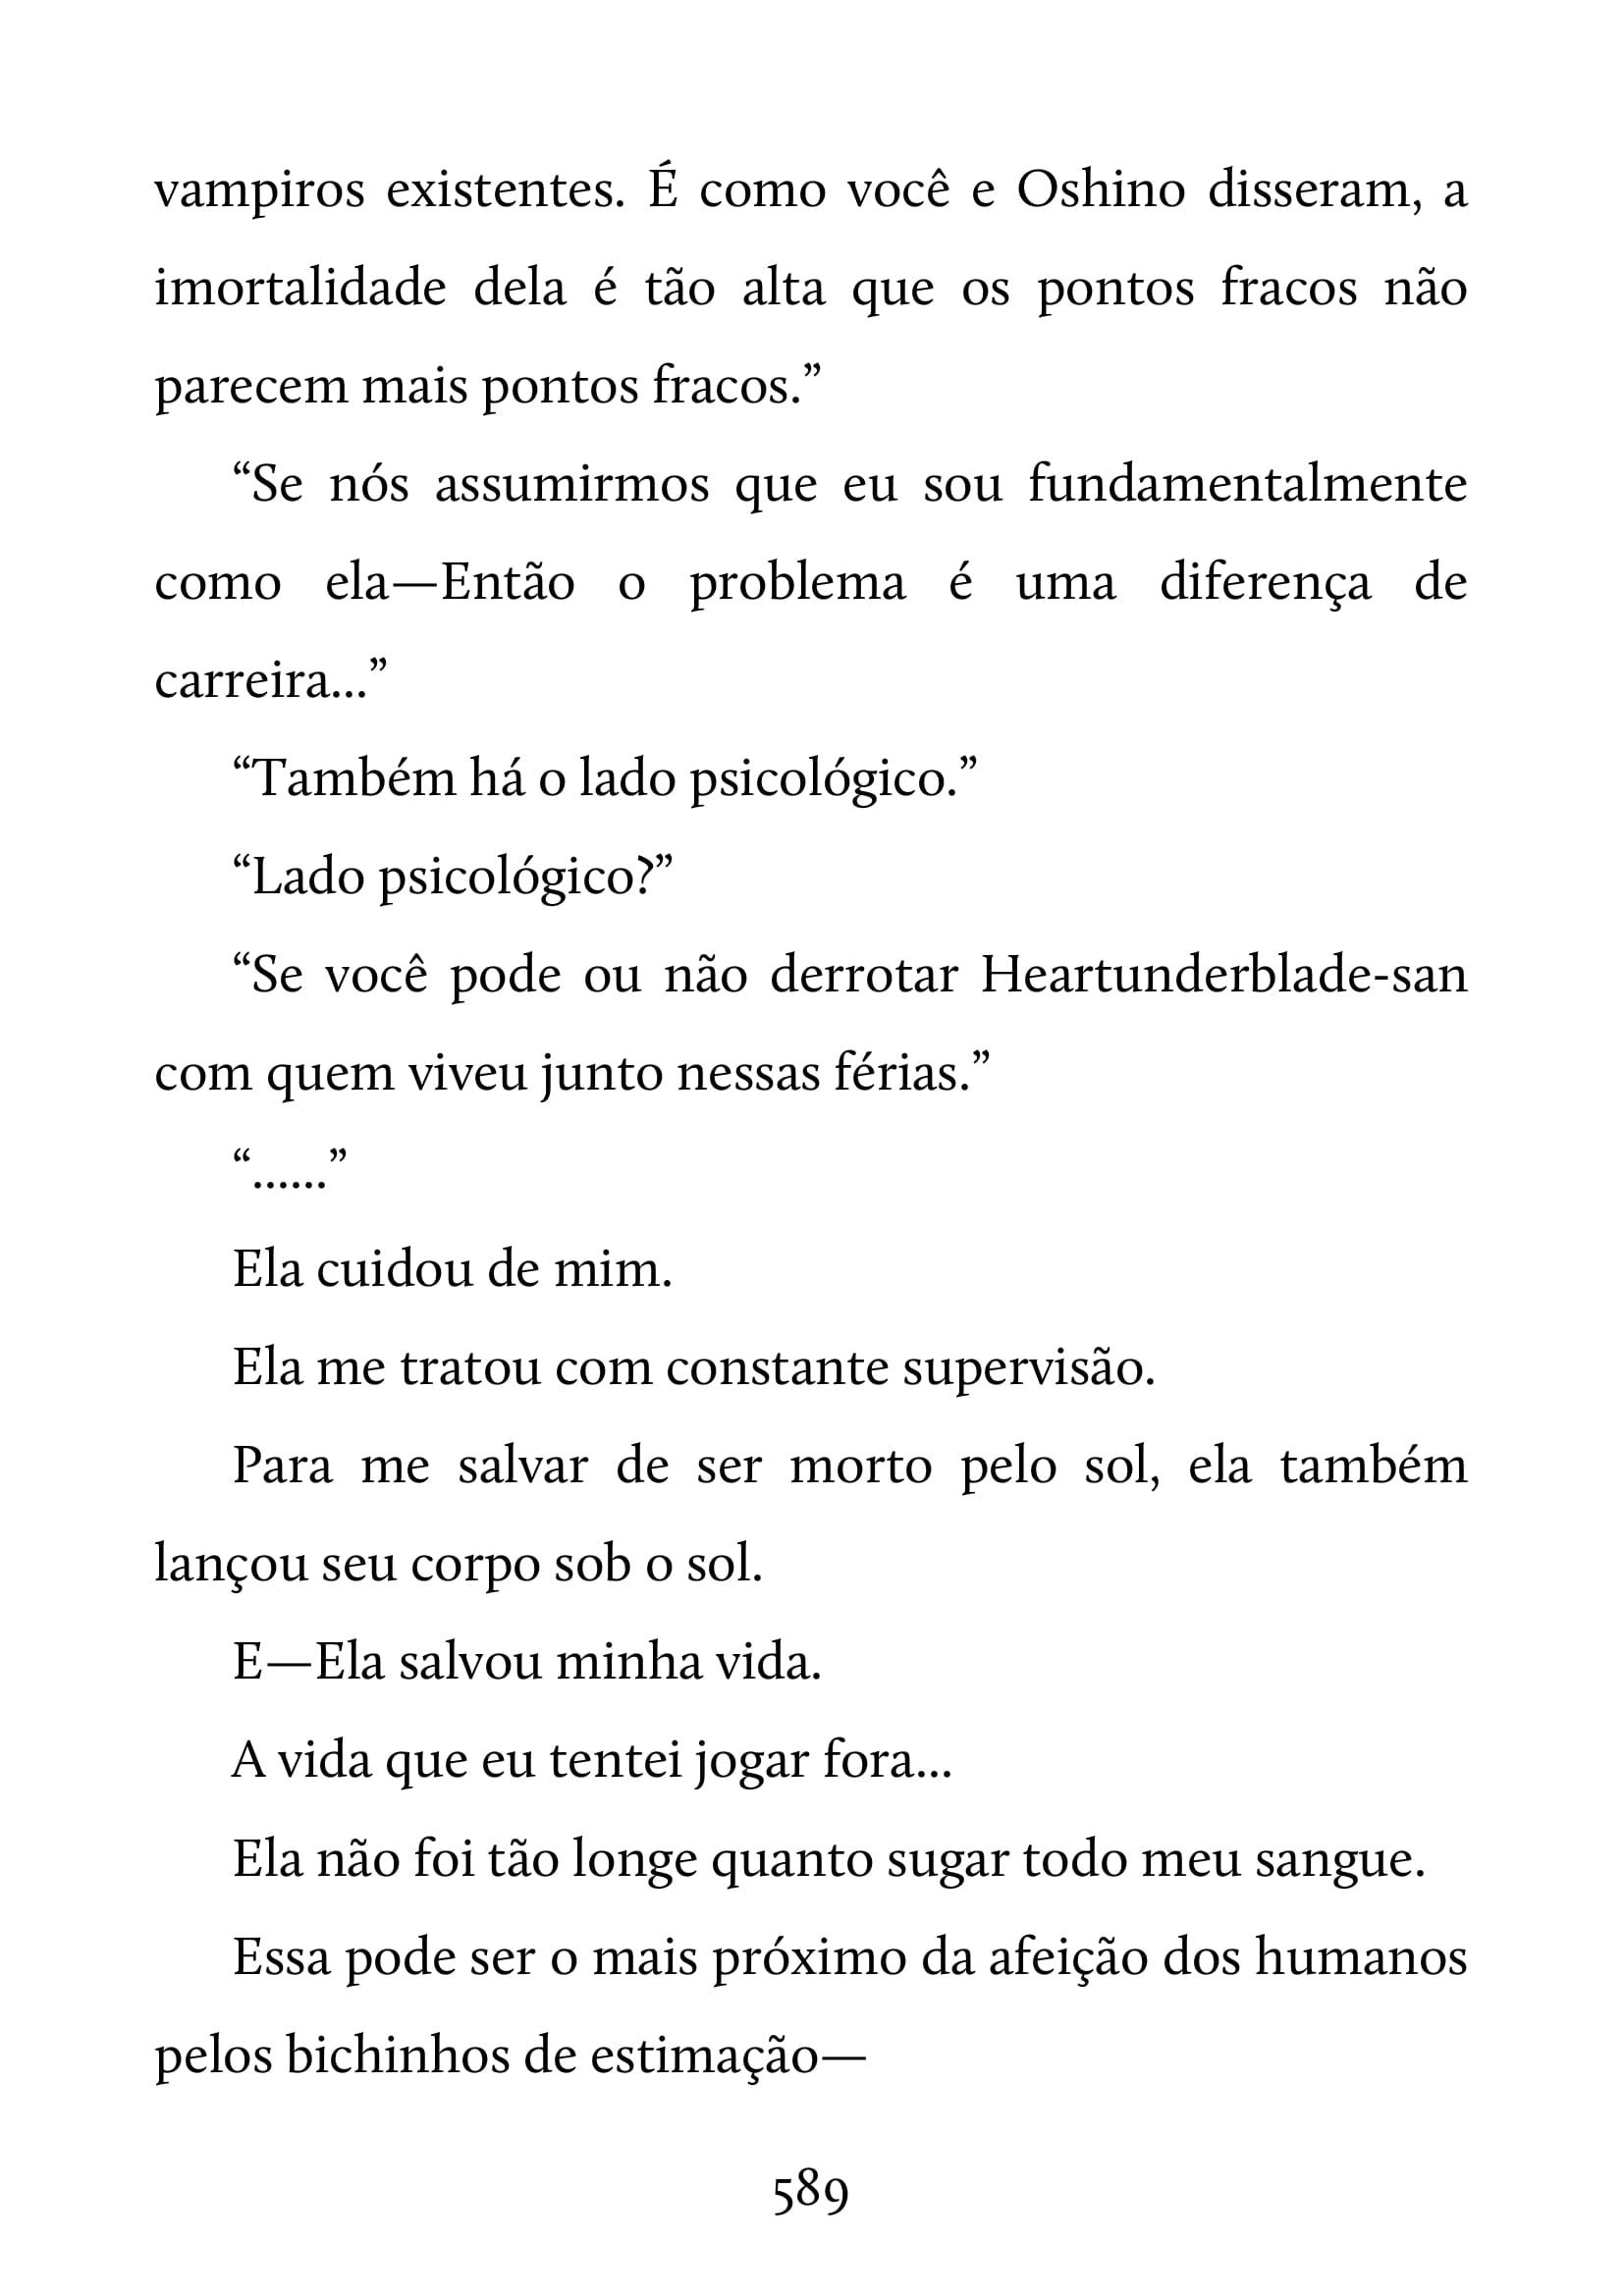 vampiros existentes. É como você e Oshino disseram, a
imortalidade dela é tão alta que os pontos fracos não
parecem mais pontos fracos.”
“Se nós assumirmos que eu sou fundamentalmente
como ela—Então o problema é uma diferença de
carreira...”
“Também há o lado psicológico.”
“Lado psicológico?”
“Se você pode ou não derrotar Heartunderblade-san
com quem viveu junto nessas férias.”
“......”
Ela cuidou de mim.
Ela me tratou com constante supervisão.
Para me salvar de ser morto pelo sol, ela também
lançou seu corpo sob o sol.
E—Ela salvou minha vida.
A vida que eu tentei jogar fora...
Ela não foi tão longe quanto sugar todo meu sangue.
Essa pode ser o mais próximo da afeição dos humanos
pelos bichinhos de estimação—
589